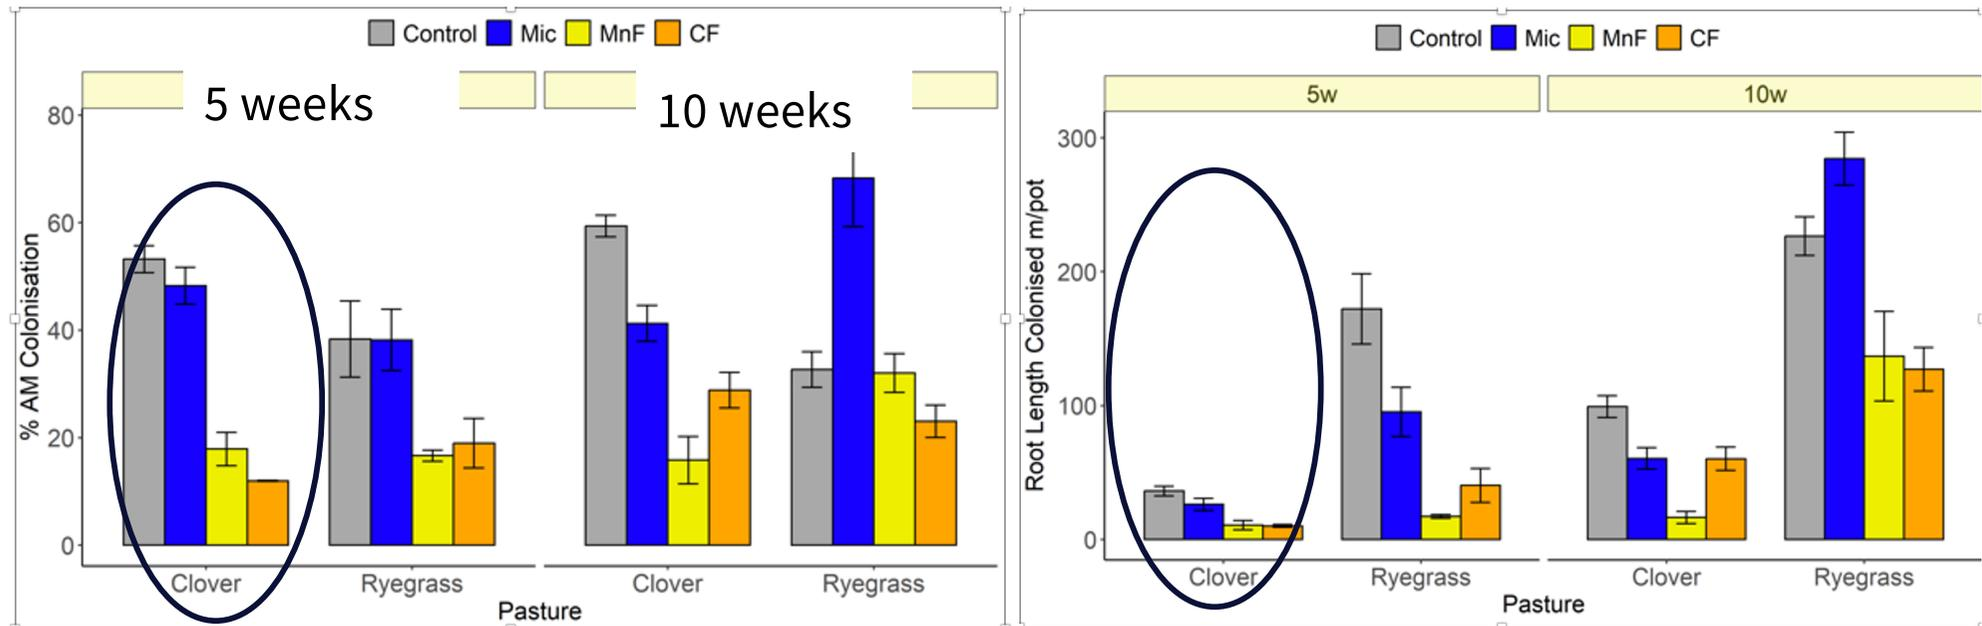 Control Mic MnF CF
5 weeks 10 weeks
80
60
40
20
0
% AM Colonisation
Clover Ryegrass Clover Ryegrass
Pasture
Control Mic MnF CF
5w 10w
300
200
100
0
Root Length Colonised m/pot
Clover Ryegrass Clover Ryegrass
Pasture